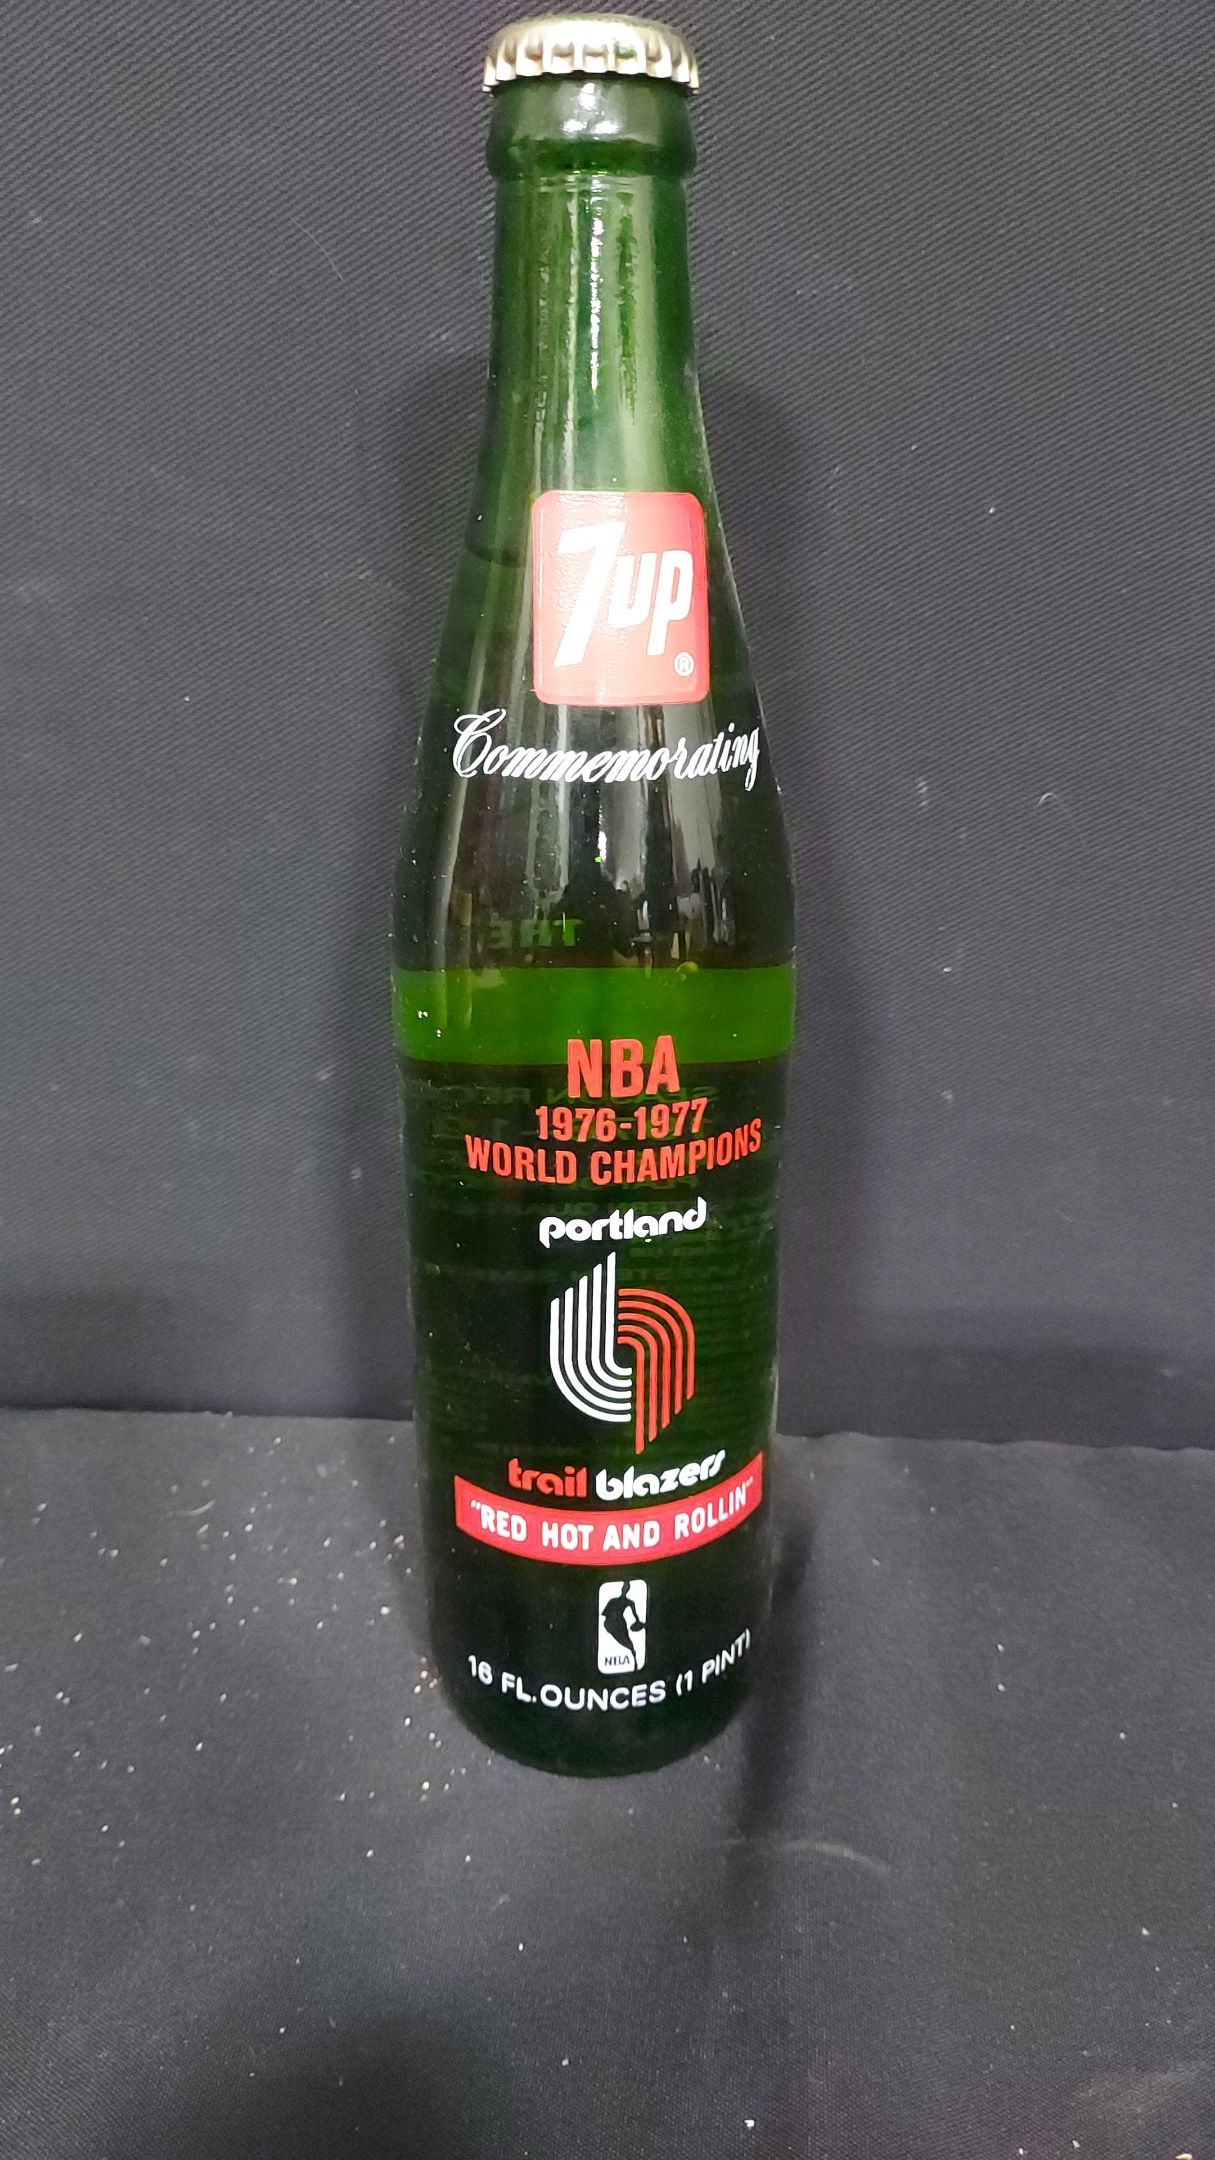 7up
®
Commemorating
THE
NBA
1976-1977
WORLD CHAMPIONS
portland
trail blazers
"RED HOT AND ROLLIN"
NBA
16 FL.OUNCES (1 PINT)